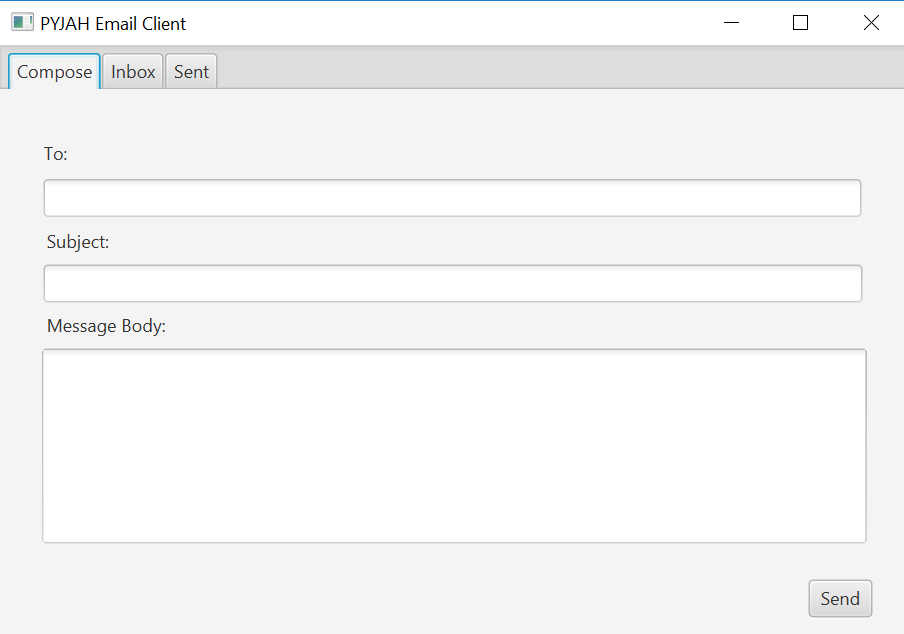 PYJAH Email Client
Compose Inbox Sent
To:
Subject:
Message Body:
Send